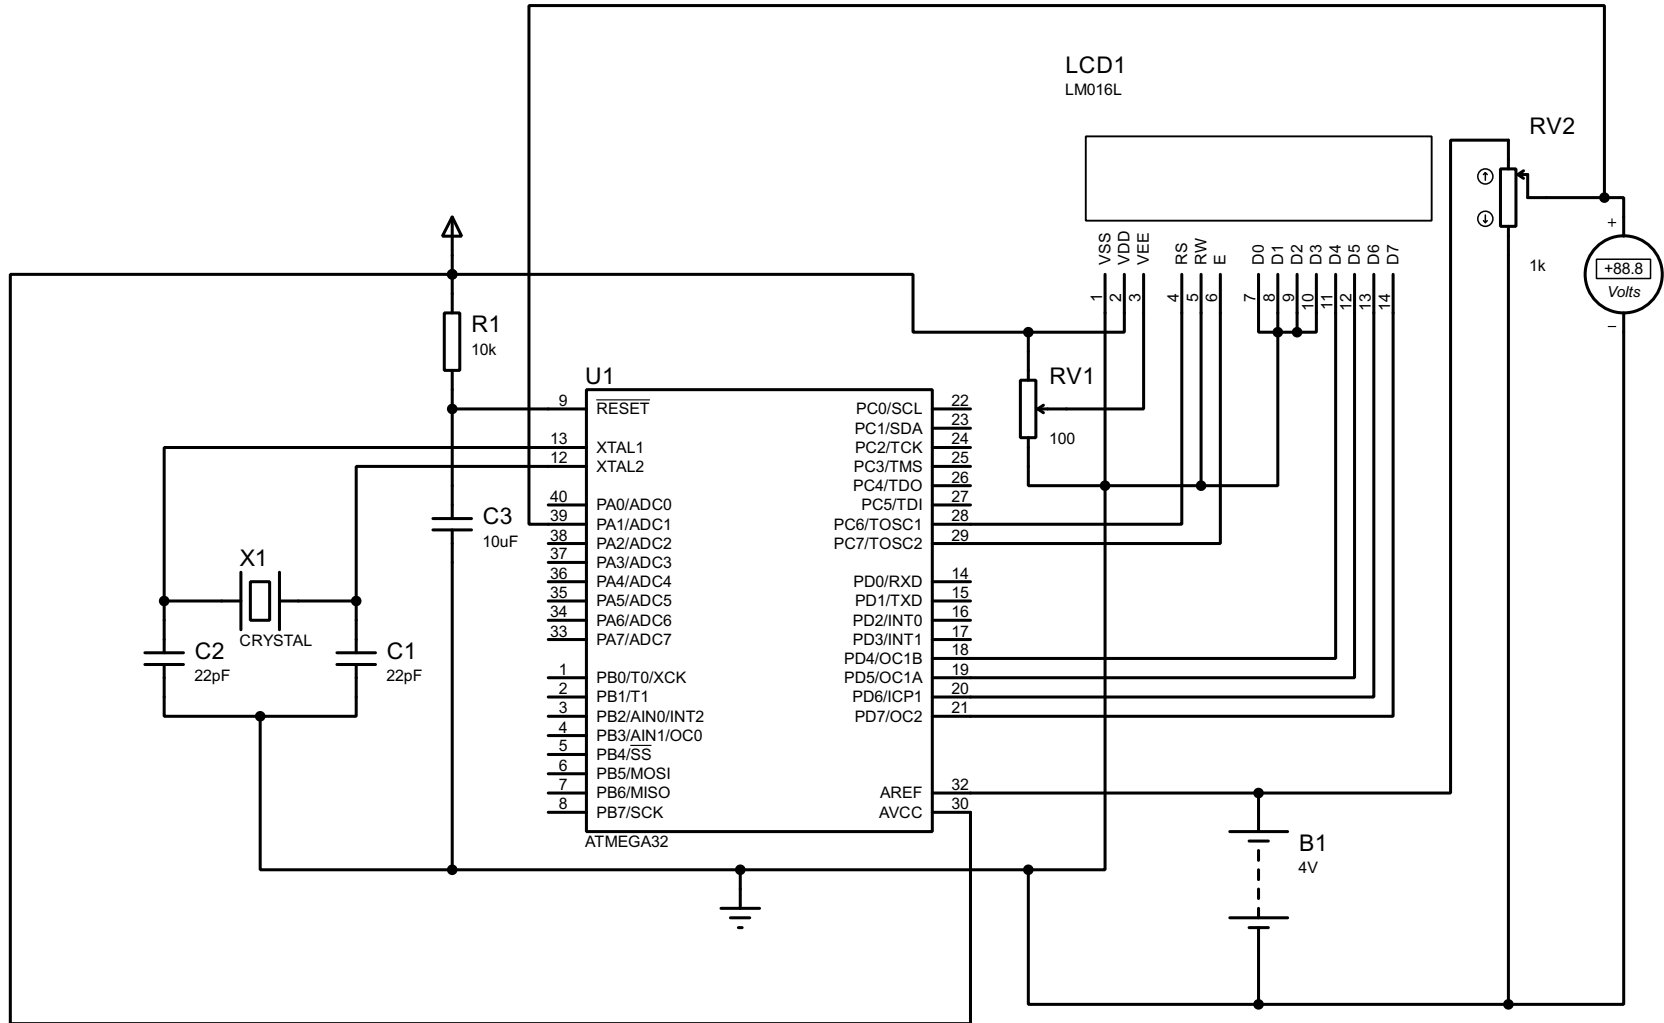 LCD1
LM016L
RV2
1k
+88.8
Volts
+
−
VSS
VDD
VEE
RS
RW
E
D0
D1
D2
D3
D4
D5
D6
D7
1
2
3
4
5
6
7
8
9
10
11
12
13
14
R1
10k
RV1
100
U1
9 RESET
13 XTAL1
12 XTAL2
40 PA0/ADC0
39 PA1/ADC1
38 PA2/ADC2
37 PA3/ADC3
36 PA4/ADC4
35 PA5/ADC5
34 PA6/ADC6
33 PA7/ADC7
1 PB0/T0/XCK
2 PB1/T1
3 PB2/AIN0/INT2
4 PB3/AIN1/OC0
5 PB4/SS
6 PB5/MOSI
7 PB6/MISO
8 PB7/SCK
PC0/SCL 22
PC1/SDA 23
PC2/TCK 24
PC3/TMS 25
PC4/TDO 26
PC5/TDI 27
PC6/TOSC1 28
PC7/TOSC2 29
PD0/RXD 14
PD1/TXD 15
PD2/INT0 16
PD3/INT1 17
PD4/OC1B 18
PD5/OC1A 19
PD6/ICP1 20
PD7/OC2 21
AREF 32
AVCC 30
ATMEGA32
C3
10uF
X1
CRYSTAL
C2
22pF
C1
22pF
B1
4V